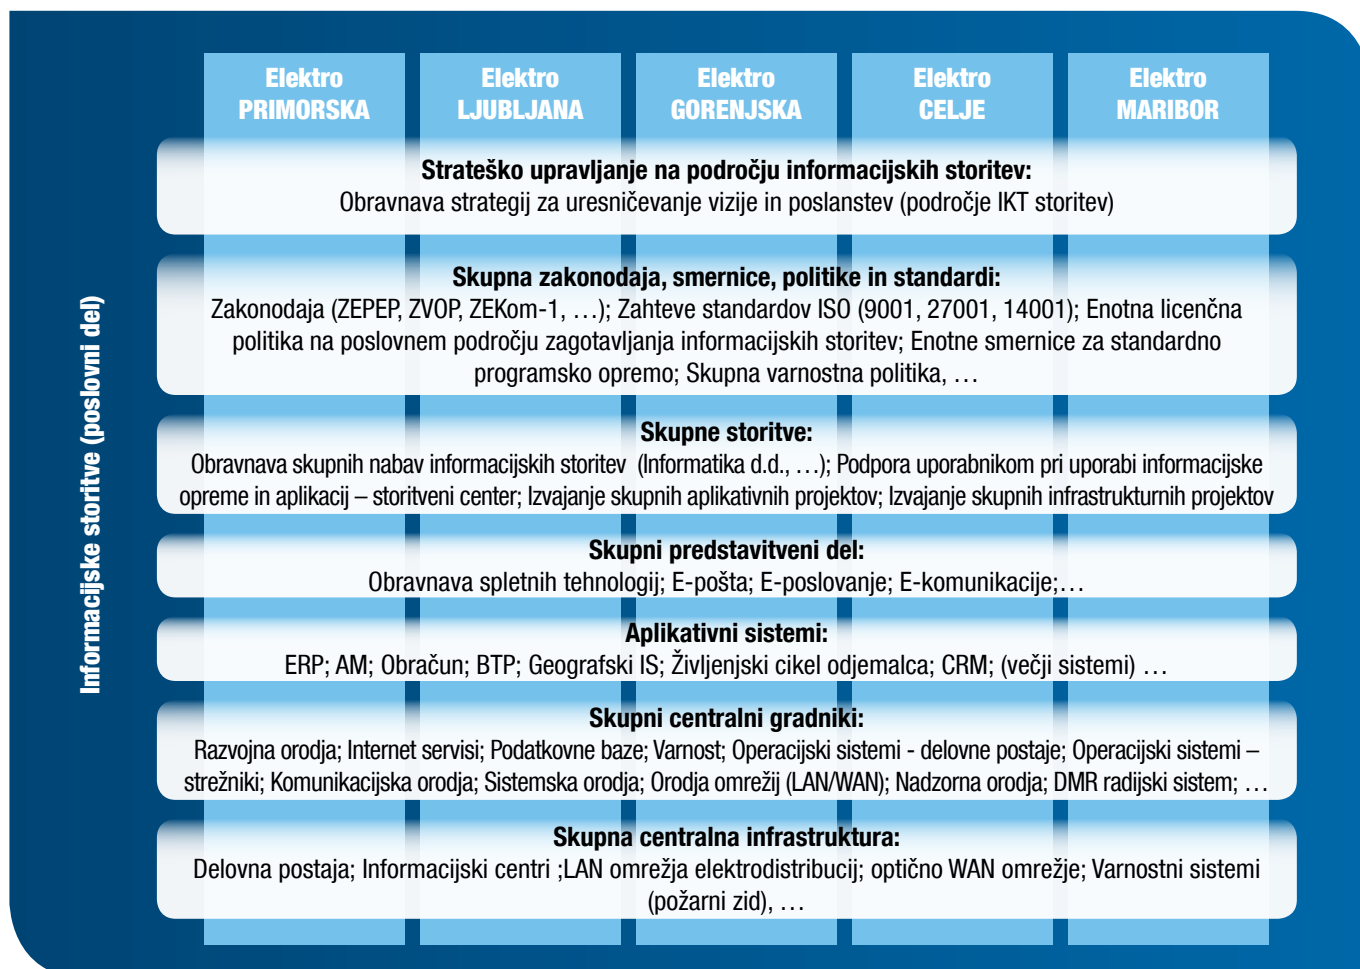 Elektro
PRIMORSKA
Elektro
LJUBLJANA
Elektro
GORENJSKA
Elektro
CELJE
Elektro
MARIBOR
Informacijske storitve (poslovni del)
Strateško upravljanje na področju informacijskih storitev:
Obravnava strategij za uresničevanje vizije in poslanstev (področje IKT storitev)
Skupna zakonodaja, smernice, politike in standardi:
Zakonodaja (ZEPEP, ZVOP, ZEKom-1, …); Zahteve standardov ISO (9001, 27001, 14001); Enotna licenčna
politika na poslovnem področju zagotavljanja informacijskih storitev; Enotne smernice za standardno
programsko opremo; Skupna varnostna politika, …
Skupne storitve:
Obravnava skupnih nabav informacijskih storitev (Informatika d.d., …); Podpora uporabnikom pri uporabi informacijske
opreme in aplikacij – storitveni center; Izvajanje skupnih aplikativnih projektov; Izvajanje skupnih infrastrukturnih projektov
Skupni predstavitveni del:
Obravnava spletnih tehnologij; E-pošta; E-poslovanje; E-komunikacije;…
Aplikativni sistemi:
ERP; AM; Obračun; BTP; Geografski IS; Življenjski cikel odjemalca; CRM; (večji sistemi) …
Skupni centralni gradniki:
Razvojna orodja; Internet servisi; Podatkovne baze; Varnost; Operacijski sistemi - delovne postaje; Operacijski sistemi –
strežniki; Komunikacijska orodja; Sistemska orodja; Orodja omrežij (LAN/WAN); Nadzorna orodja; DMR radijski sistem; …
Skupna centralna infrastruktura:
Delovna postaja; Informacijski centri ;LAN omrežja elektrodistribucij; optično WAN omrežje; Varnostni sistemi
(požarni zid), …